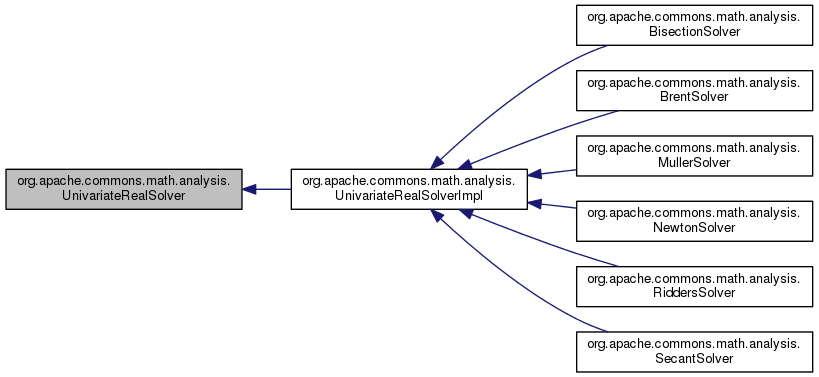 org.apache.commons.math.analysis.
UnivariateRealSolver
org.apache.commons.math.analysis.
UnivariateRealSolverImpl
org.apache.commons.math.analysis.
BisectionSolver
org.apache.commons.math.analysis.
BrentSolver
org.apache.commons.math.analysis.
MullerSolver
org.apache.commons.math.analysis.
NewtonSolver
org.apache.commons.math.analysis.
RiddersSolver
org.apache.commons.math.analysis.
SecantSolver